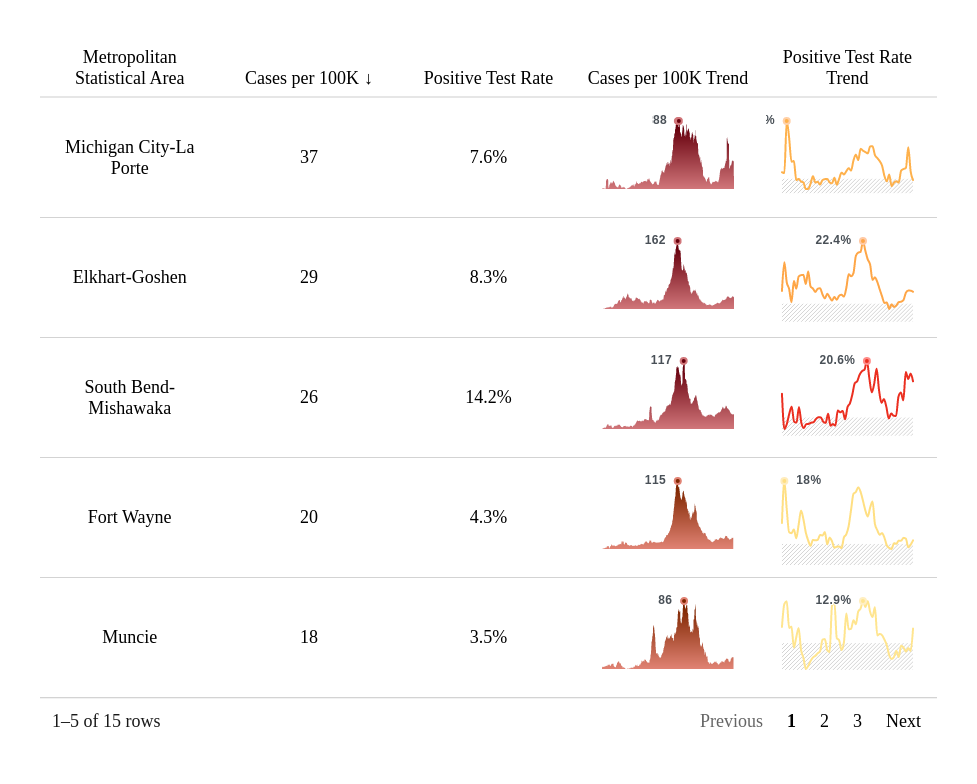 Metropolitan
Statistical Area
Cases per 100K ↓
Positive Test Rate
Cases per 100K Trend
Positive Test Rate
Trend
Michigan City-La
Porte
37
7.6%
88
%
Elkhart-Goshen
29
8.3%
162
22.4%
South Bend-
Mishawaka
26
14.2%
117
20.6%
Fort Wayne
20
4.3%
115
18%
Muncie
18
3.5%
86
12.9%
1–5 of 15 rows
Previous 1 2 3 Next